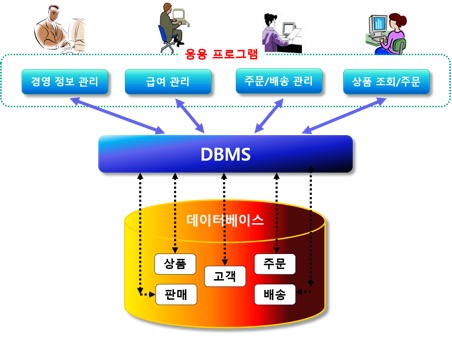 응용 프로그램
경영 정보 관리
급여 관리
주문/배송 관리
상품 조회/주문
DBMS
데이터베이스
상품
고객
주문
판매
배송